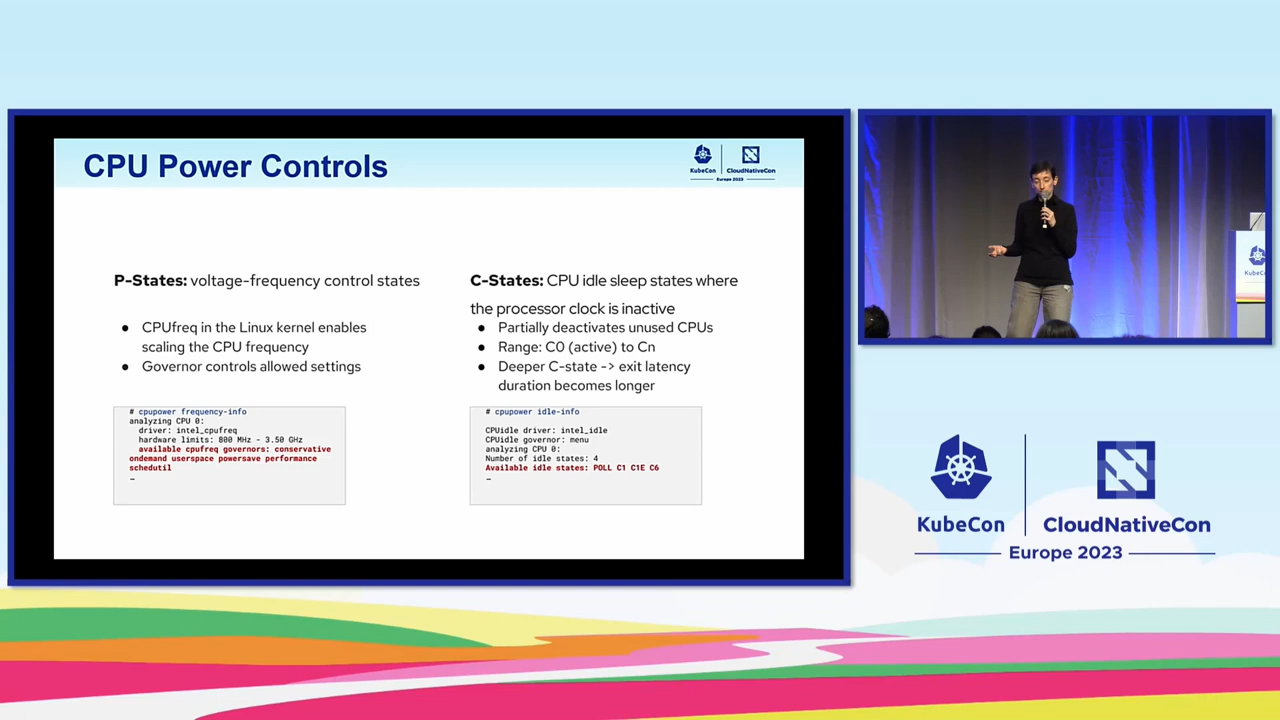 CPU Power Controls
KubeCon
CloudNativeCon
Europe 2023
P-States: voltage-frequency control states
● CPUfreq in the Linux kernel enables
scaling the CPU frequency
● Governor controls allowed settings
# cpupower frequency-info
analyzing CPU 0:
driver: intel_cpufreq
hardware limits: 800 MHz - 3.50 GHz
available cpufreq governors: conservative
ondemand userspace powersave performance
schedutil
…
C-States: CPU idle sleep states where
the processor clock is inactive
● Partially deactivates unused CPUs
● Range: C0 (active) to Cn
● Deeper C-state -> exit latency
duration becomes longer
# cpupower idle-info
CPUidle driver: intel_idle
CPUidle governor: menu
analyzing CPU 0:
Number of idle states: 4
Available idle states: POLL C1 C1E C6
…
KubeCon
CloudNativeCon
Europe 2023